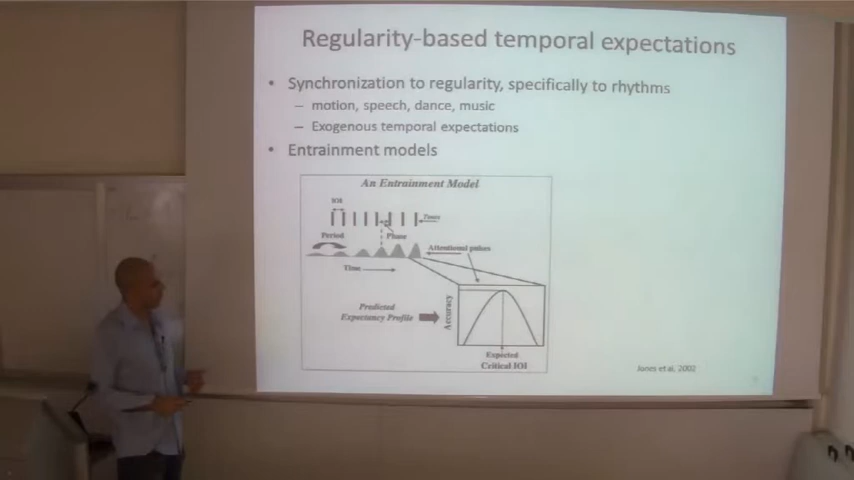 Regularity-based temporal expectations
• Synchronization to regularity, specifically to rhythms
– motion, speech, dance, music
– Exogenous temporal expectations
• Entrainment models
An Entrainment Model
IOI
Tones
Period
Phase
Attentional pulses
Time
Predicted
Expectancy Profile
Accuracy
Expected
Critical IOI
Jones et al, 2002